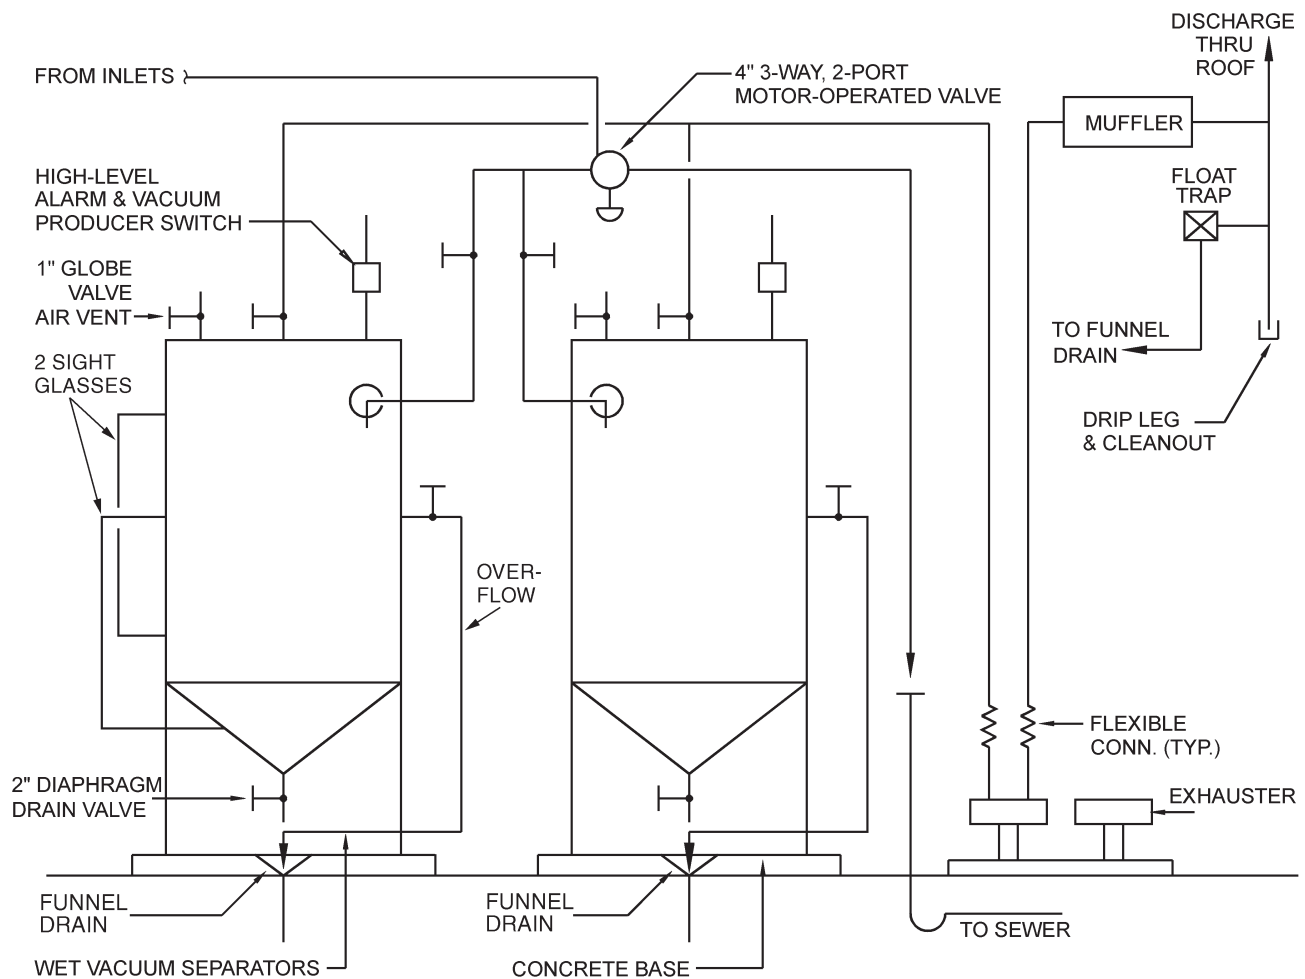 DISCHARGE
THRU
ROOF
FROM INLETS
4" 3-WAY, 2-PORT
MOTOR-OPERATED VALVE
MUFFLER
HIGH-LEVEL
ALARM & VACUUM
PRODUCER SWITCH
FLOAT
TRAP
1" GLOBE
VALVE
AIR VENT
TO FUNNEL
DRAIN
2 SIGHT
GLASSES
DRIP LEG
& CLEANOUT
OVER-
FLOW
FLEXIBLE
CONN. (TYP.)
2" DIAPHRAGM
DRAIN VALVE
EXHAUSTER
FUNNEL
DRAIN
FUNNEL
DRAIN
TO SEWER
WET VACUUM SEPARATORS
CONCRETE BASE